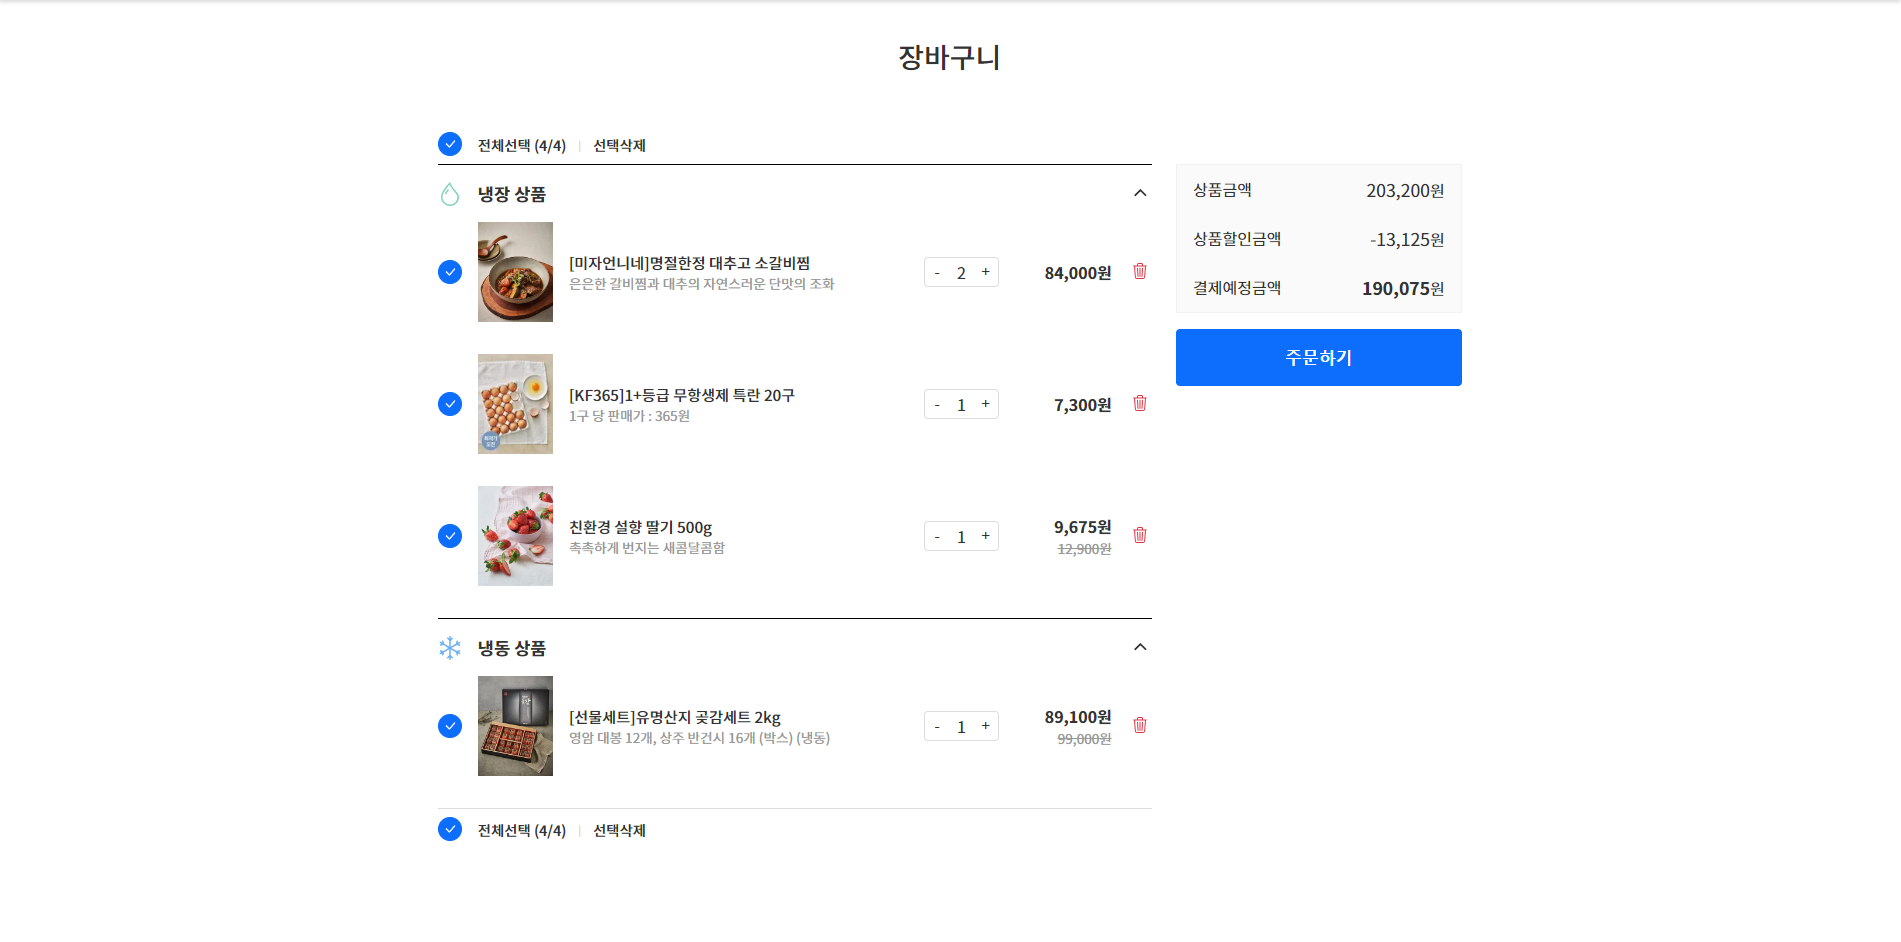 장바구니
전체선택 (4/4) | 선택삭제
냉장 상품
[미자언니네]명절한정 대추고 소갈비찜
은은한 갈비찜과 대추의 자연스러운 단맛의 조화
- 2 +
84,000원
[KF365]1+등급 무항생제 특란 20구
1구 당 판매가 : 365원
- 1 +
7,300원
친환경 설향 딸기 500g
촉촉하게 번지는 새콤달콤함
- 1 +
9,675원
12,900원
냉동 상품
[선물세트]유명산지 곶감세트 2kg
영암 대봉 12개, 상주 반건시 16개 (박스) (냉동)
- 1 +
89,100원
99,000원
전체선택 (4/4) | 선택삭제
상품금액 203,200원
상품할인금액 -13,125원
결제예정금액 190,075원
주문하기